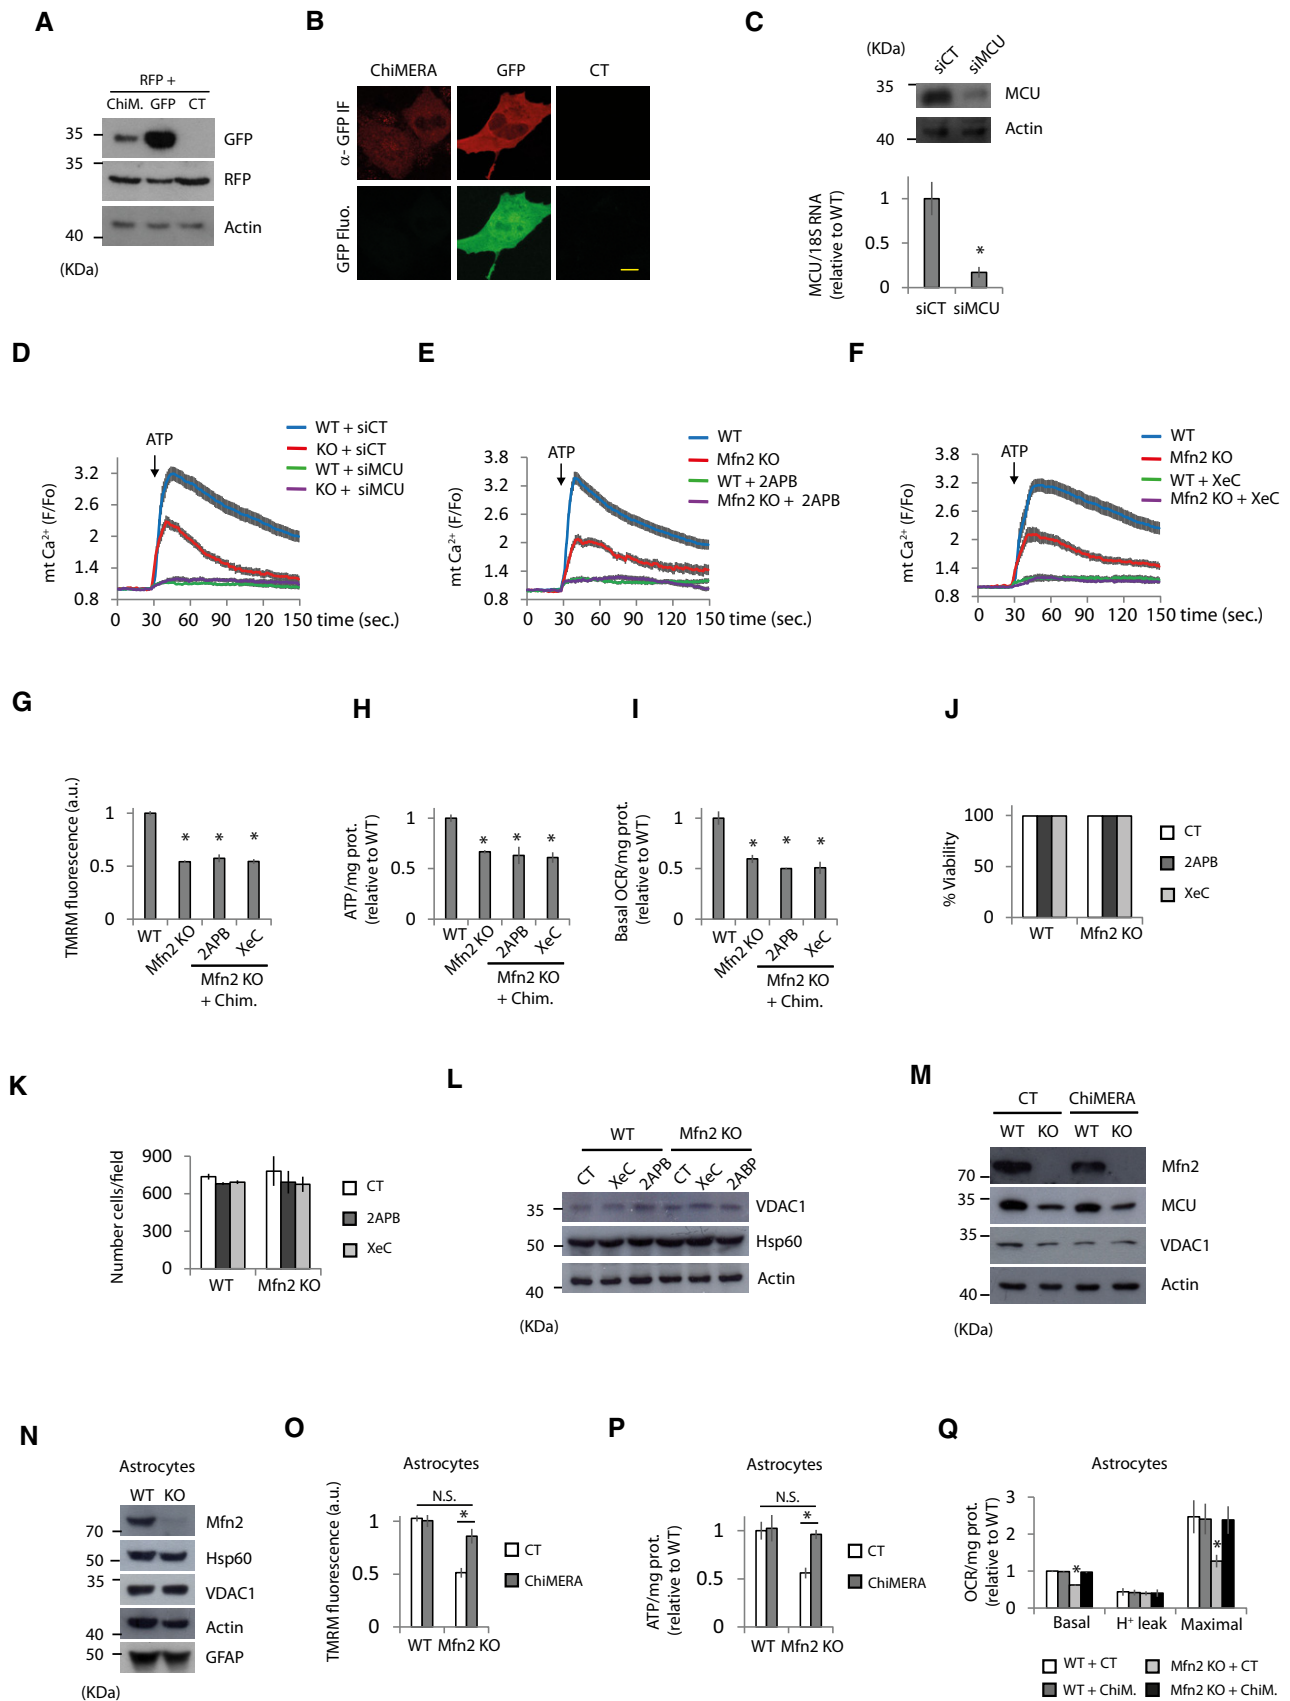 A
RFP +
ChiM. GFP CT
35
GFP
35
RFP
Actin
40
(KDa)
B
ChiMERA GFP CT
α- GFP IF
GFP Fluo.
C
(KDa)
siCT siMCU
35
MCU
Actin
40
MCU/18S RNA
(relative to WT)
1
0.5
0
*
siCT siMCU
D
WT + siCT
KO + siCT
WT + siMCU
KO + siMCU
ATP
mt Ca²⁺ (F/Fo)
3.2
2.6
2
1.4
0.8
0 30 60 90 120 150 time (sec.)
E
WT
Mfn2 KO
WT + 2APB
Mfn2 KO + 2APB
ATP
mt Ca²⁺ (F/Fo)
3.8
3.2
2.6
2
1.4
0.8
0 30 60 90 120 150 time (sec.)
F
WT
Mfn2 KO
WT + XeC
Mfn2 KO + XeC
ATP
mt Ca²⁺ (F/Fo)
3.8
3.2
2.6
2
1.4
0.8
0 30 60 90 120 150 time (sec.)
G
TMRM fluorescence (a.u.)
1
0.5
0
* * *
WT Mfn2 KO 2APB XeC
Mfn2 KO
+ Chim.
H
ATP/mg prot.
(relative to WT)
1
0.5
0
* * *
WT Mfn2 KO 2APB XeC
Mfn2 KO
+ Chim.
I
Basal OCR/mg prot.
(relative to WT)
1
0.5
0
* * *
WT Mfn2 KO 2APB XeC
Mfn2 KO
+ Chim.
J
% Viability
100
50
0
WT Mfn2 KO
CT
2APB
XeC
K
Number cells/field
900
600
300
0
WT Mfn2 KO
CT
2APB
XeC
L
WT Mfn2 KO
CT XeC 2APB CT XeC 2ABP
35
VDAC1
50
Hsp60
Actin
40
(KDa)
M
CT ChiMERA
WT KO WT KO
Mfn2
70
35
MCU
35
VDAC1
Actin
40
(KDa)
N
Astrocytes
WT KO
Mfn2
70
50
Hsp60
35
VDAC1
Actin
40
50
GFAP
(KDa)
O
Astrocytes
TMRM fluorescence (a.u.)
N.S.
*
1
0.5
0
WT Mfn2 KO
CT
ChiMERA
P
Astrocytes
ATP/mg prot.
(relative to WT)
N.S.
*
1
0.5
0
WT Mfn2 KO
CT
ChiMERA
Q
Astrocytes
OCR/mg prot.
(relative to WT)
3
2
1
0
*
*
Basal H⁺ leak Maximal
WT + CT
Mfn2 KO + CT
WT + ChiM.
Mfn2 KO + ChiM.